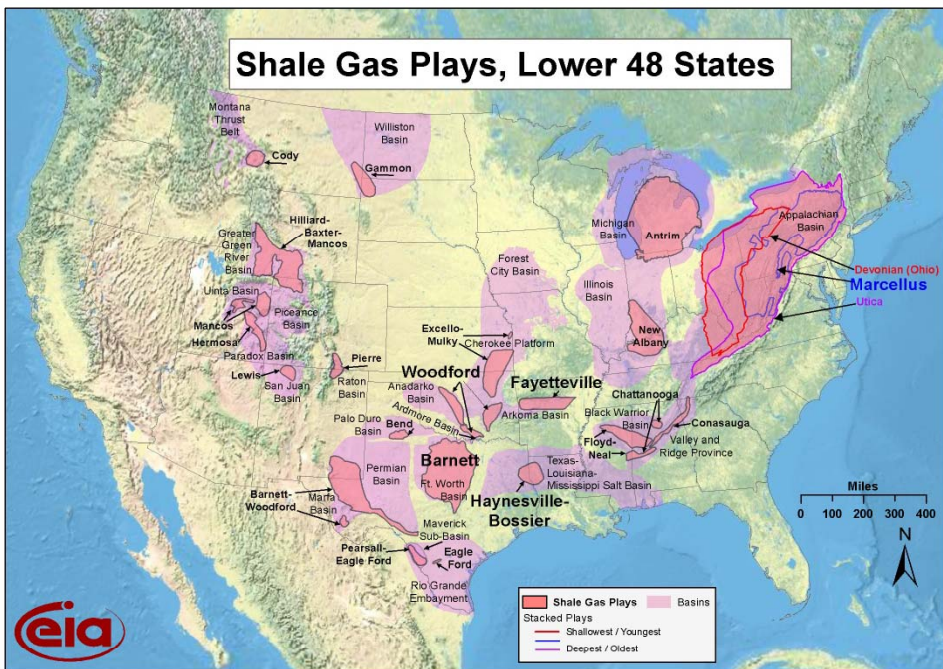 Shale Gas Plays, Lower 48 States
Montana
Thrust
Belt
Cody
Williston
Basin
Gammon
Hilliard-
Baxter-
Mancos
Greater
Green
River
Basin
Uinta Basin
Mancos
Piceance
Basin
Hermosa
Paradox Basin
Lewis
San Juan
Basin
Pierre
Raton
Basin
Forest
City Basin
Excello-
Mulky
Cherokee Platform
Woodford
Anadarko
Basin
Ardmore Basin
Arkoma Basin
Fayetteville
Palo Duro
Basin
Bend
Permian
Basin
Barnett
Ft. Worth
Basin
Barnett-
Woodford
Marfa
Basin
Pearsall-
Eagle Ford
Maverick
Sub-Basin
Eagle
Ford
Rio Grande
Embayment
Haynesville-
Bossier
Texas-
Louisiana-
Mississippi Salt Basin
Michigan
Basin
Antrim
Illinois
Basin
New
Albany
Appalachian
Basin
Devonian (Ohio)
Marcellus
Utica
Chattanooga
Black Warrior
Basin
Floyd-
Neal
Conasauga
Valley and
Ridge Province
Miles
0 100 200 300 400
N
Shale Gas Plays
Basins
Stacked Plays
Shallowest / Youngest
Deepest / Oldest
eia